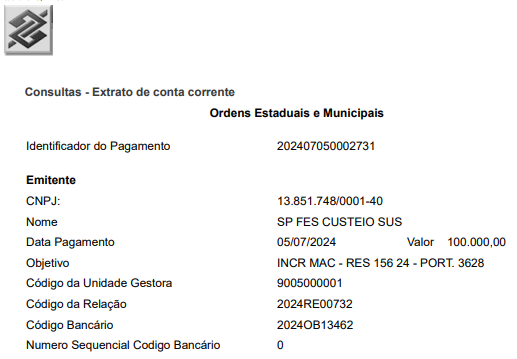 Consultas - Extrato de conta corrente
Ordens Estaduais e Municipais
Identificador do Pagamento 202407050002731
Emitente
CNPJ: 13.851.748/0001-40
Nome SP FES CUSTEIO SUS
Data Pagamento 05/07/2024 Valor 100.000,00
Objetivo INCR MAC - RES 156 24 - PORT. 3628
Código da Unidade Gestora 9005000001
Código da Relação 2024RE00732
Código Bancário 2024OB13462
Numero Sequencial Codigo Bancário 0